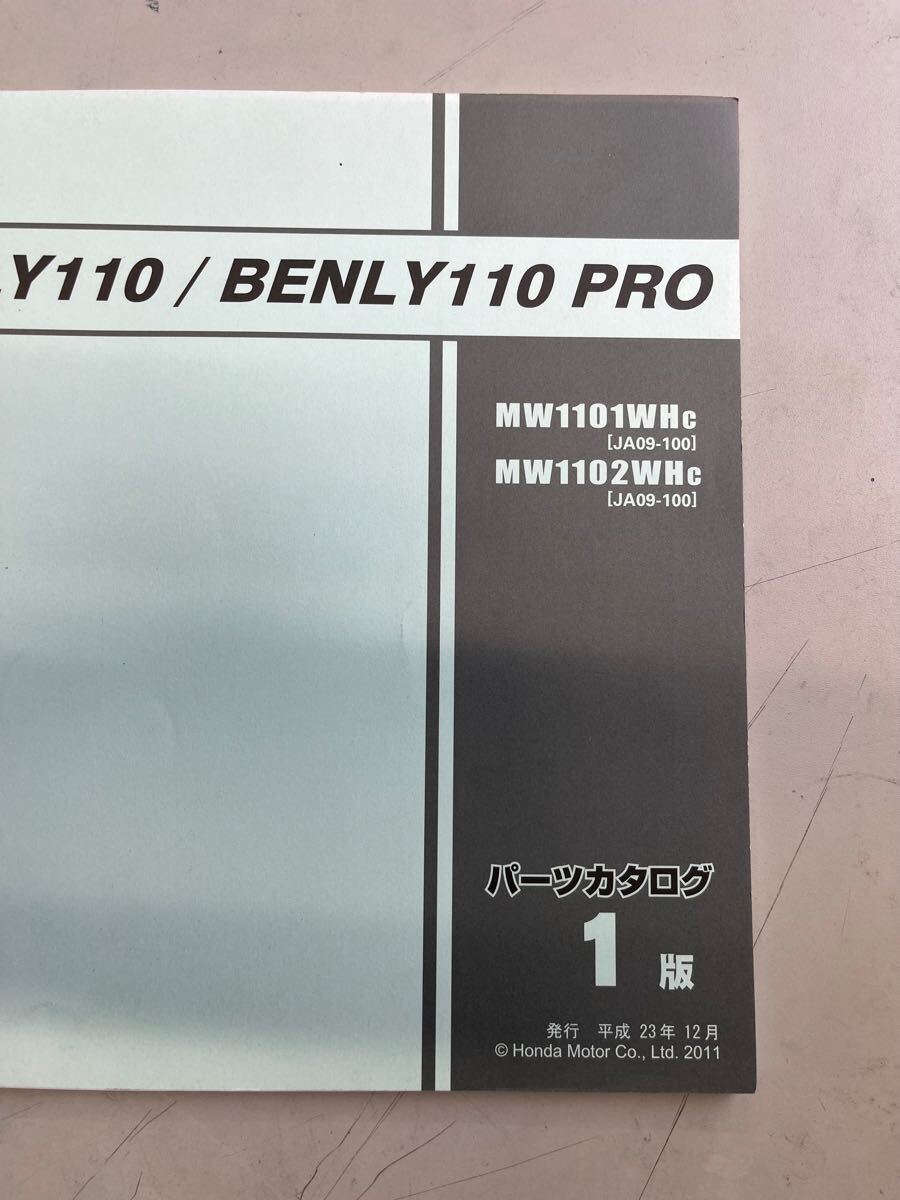 LY110 / BENLY110 PRO
MW1101WHC
[JA09-100]
MW1102WHC
[JA09-100]
パーツカタログ
1 版
発行 平成 23年 12月
© Honda Motor Co., Ltd. 2011